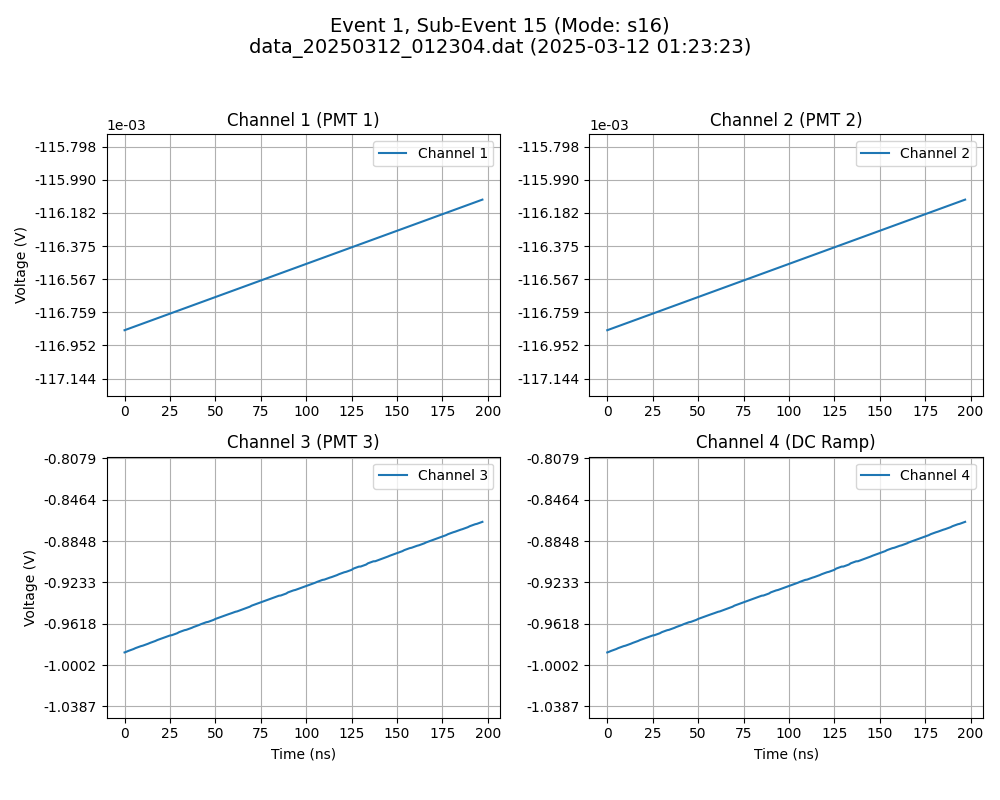 Event 1, Sub-Event 15 (Mode: s16)
data_20250312_012304.dat (2025-03-12 01:23:23)
Channel 1 (PMT 1)
1e-03
Channel 1
-115.798
-115.990
-116.182
-116.375
-116.567
-116.759
-116.952
-117.144
Voltage (V)
0 25 50 75 100 125 150 175 200
Channel 2 (PMT 2)
1e-03
Channel 2
-115.798
-115.990
-116.182
-116.375
-116.567
-116.759
-116.952
-117.144
0 25 50 75 100 125 150 175 200
Channel 3 (PMT 3)
Channel 3
-0.8079
-0.8464
-0.8848
-0.9233
-0.9618
-1.0002
-1.0387
Voltage (V)
0 25 50 75 100 125 150 175 200
Time (ns)
Channel 4 (DC Ramp)
Channel 4
-0.8079
-0.8464
-0.8848
-0.9233
-0.9618
-1.0002
-1.0387
0 25 50 75 100 125 150 175 200
Time (ns)